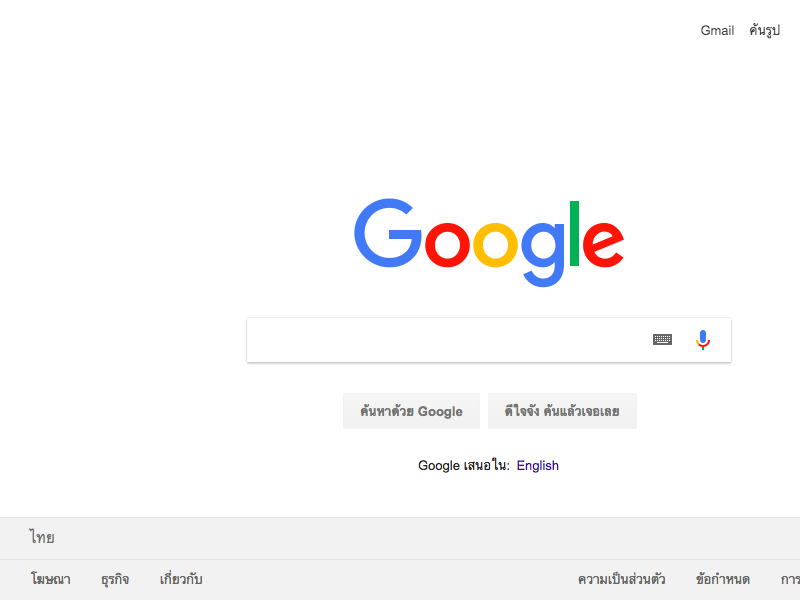 Gmail ค้นรูป
Google
ค้นหาด้วย Google ดีใจจัง ค้นแล้วเจอเลย
Google เสนอใน: English
ไทย
โฆษณา ธุรกิจ เกี่ยวกับ ความเป็นส่วนตัว ข้อกำหนด